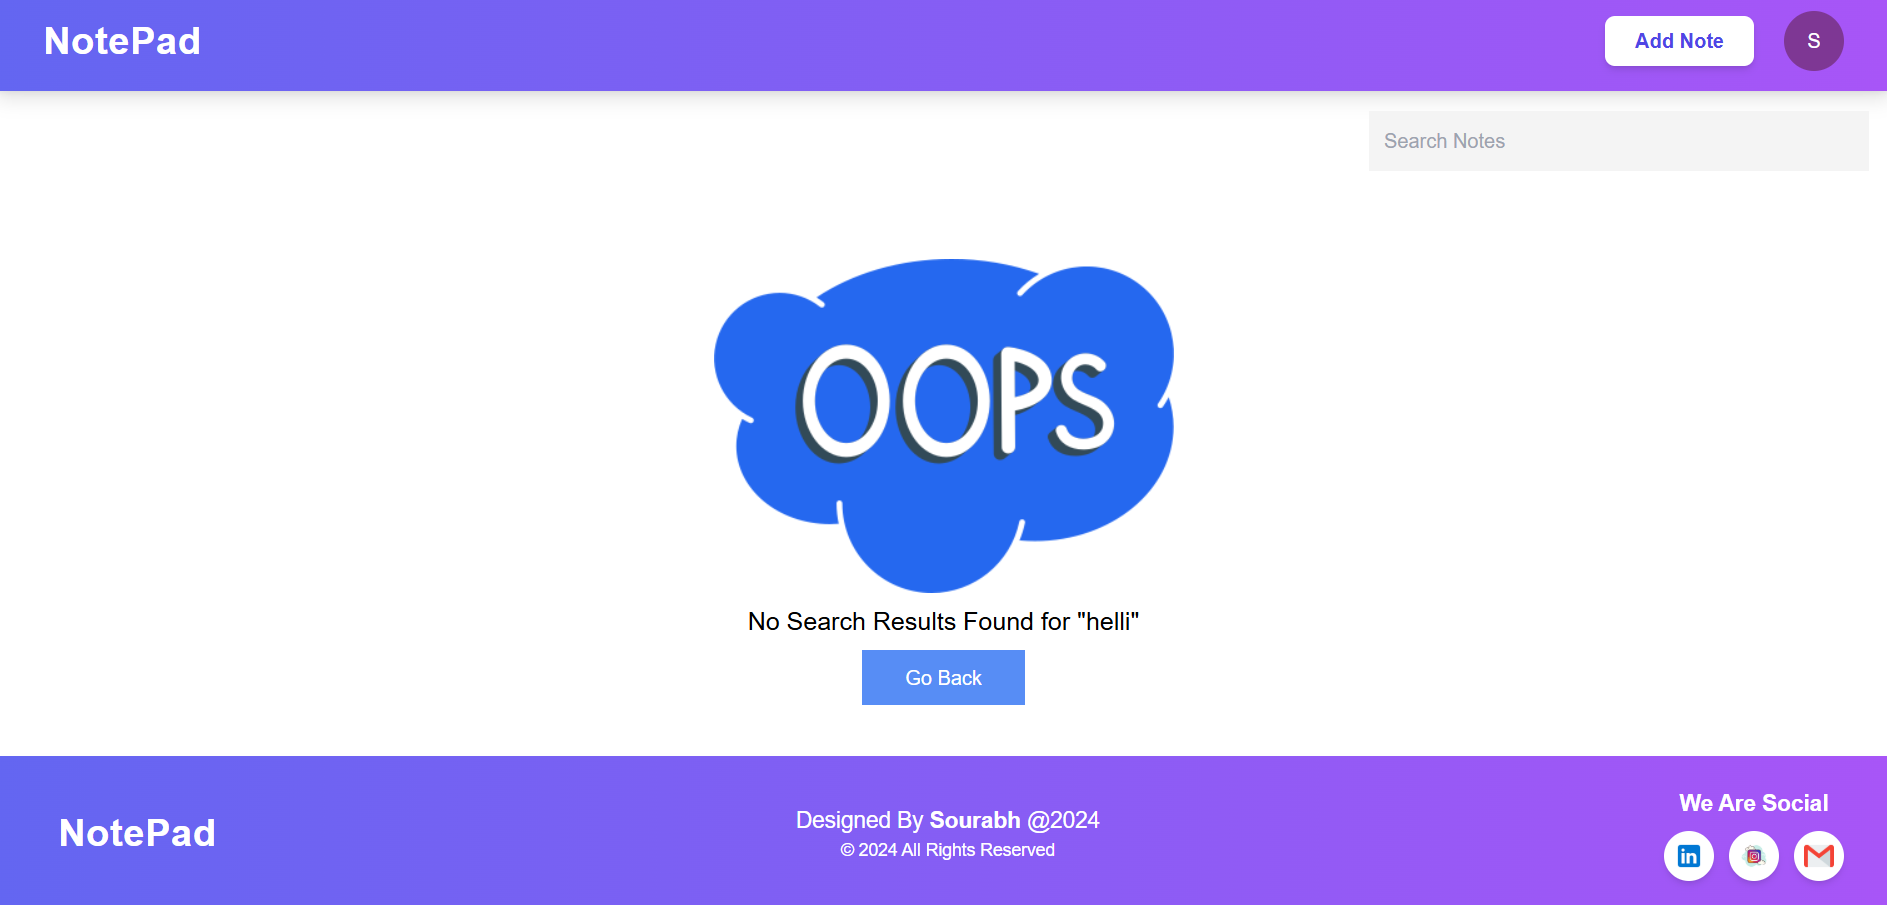 NotePad
Add Note
S
Search Notes
OOPS
No Search Results Found for "helli"
Go Back
NotePad
Designed By Sourabh @2024
© 2024 All Rights Reserved
We Are Social
in
M